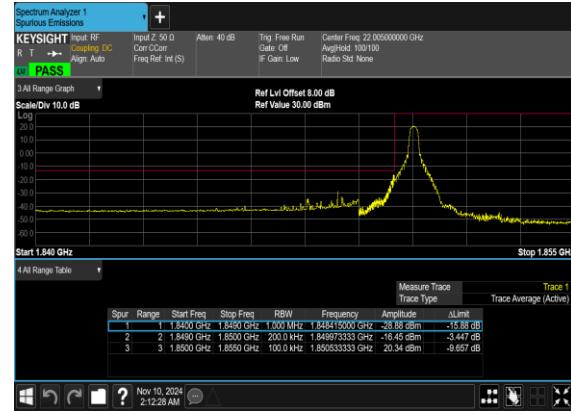 Spectrum Analyzer 1
Spurious Emissions
KEYSIGHT Input: RF Input Z: 50 Ω Atten: 40 dB Trig: Free Run Center Freq: 22.005000000 GHz
R T Coupling: DC Corr CCorr Gate: Off Avg|Hold: 100/100
Align: Auto Freq Ref: Int (S) IF Gain: Low Radio Std: None
PASS
3 All Range Graph
Ref Lvl Offset 8.00 dB
Scale/Div 10.0 dB Ref Value 30.00 dBm
Log
20.0
10.0
0.00
-10.0
-20.0
-30.0
-40.0
-50.0
-60.0
Start 1.840 GHz Stop 1.855 GH
4 All Range Table
Measure Trace Trace 1
Trace Type Trace Average (Active)
Spur Range Start Freq Stop Freq RBW Frequency Amplitude ΔLimit
1 1 1.8400 GHz 1.8490 GHz 1.000 MHz 1.848415000 GHz -28.88 dBm -15.88 dB
2 2 1.8490 GHz 1.8500 GHz 200.0 kHz 1.849973333 GHz -16.45 dBm -3.447 dB
3 3 1.8500 GHz 1.8550 GHz 100.0 kHz 1.850533333 GHz 20.34 dBm -9.657 dB
Nov 10, 2024
2:12:28 AM